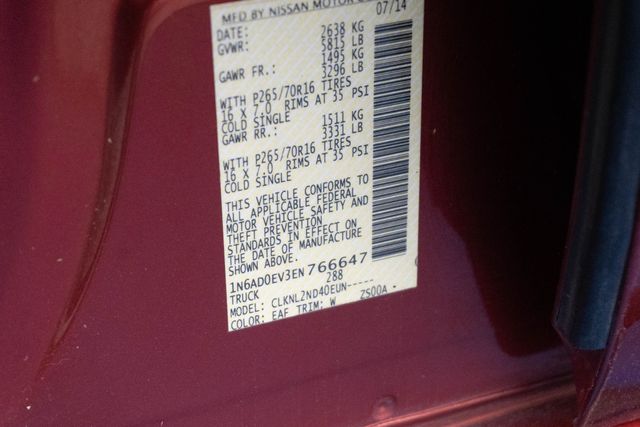 MFD BY NISSAN MOTOR
DATE: 07/14
GVWR: 2638 KG
5815 LB
GAWR FR.: 1495 KG
3296 LB
WITH P265/70R16 TIRES
16 X 7.0 RIMS AT 35 PSI
COLD SINGLE
GAWR RR.: 1511 KG
3331 LB
WITH P265/70R16 TIRES
16 X 7.0 RIMS AT 35 PSI
COLD SINGLE
THIS VEHICLE CONFORMS TO
ALL APPLICABLE FEDERAL
MOTOR VEHICLE SAFETY AND
THEFT PREVENTION
STANDARDS IN EFFECT ON
THE DATE OF MANUFACTURE
SHOWN ABOVE.
1N6AD0EV3EN 766647
TRUCK 288
MODEL: CLKNL2ND40EUN-----
COLOR: EAF TRIM: W ZS00A -